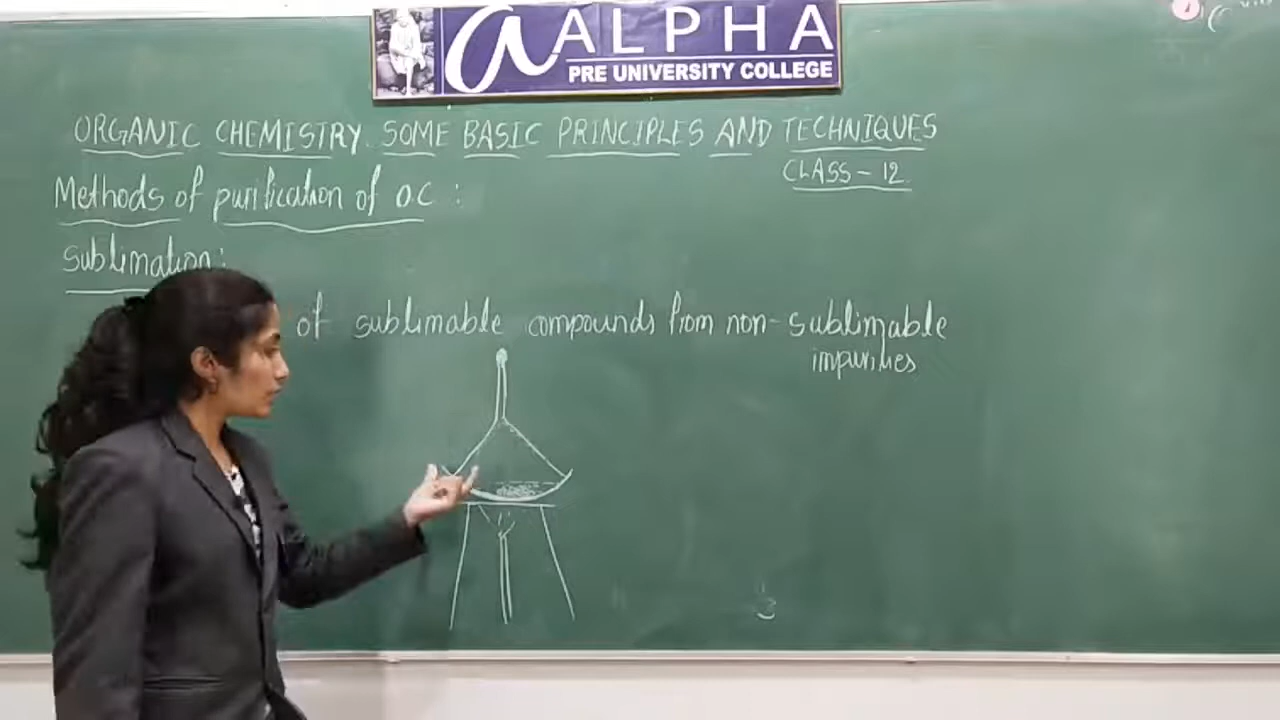 a ALPHA
PRE UNIVERSITY COLLEGE
ORGANIC CHEMISTRY. SOME BASIC PRINCIPLES AND TECHNIQUES
CLASS - 12
Methods of purification of OC :
Sublimation:
of sublimable compounds from non-sublimable
impurities